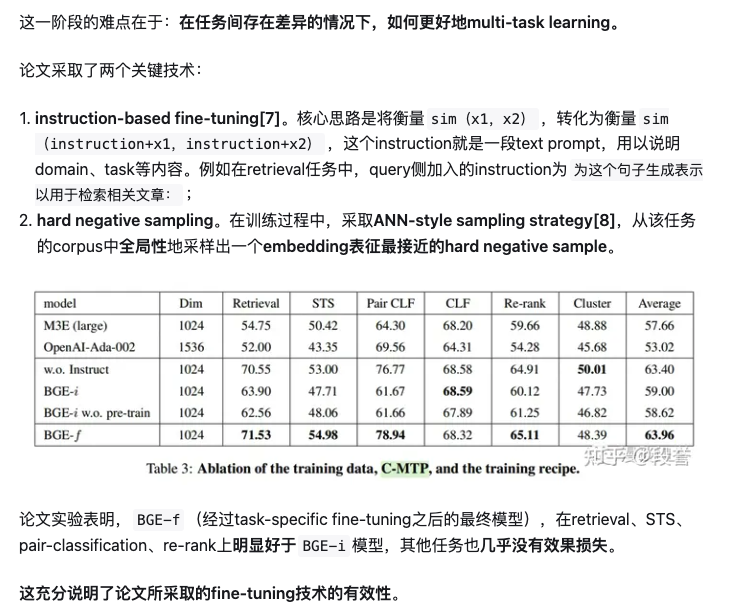 这一阶段的难点在于：在任务间存在差异的情况下，如何更好地multi-task learning。
论文采取了两个关键技术：
1. instruction-based fine-tuning[7]。核心思路是将衡量 sim（x1，x2），转化为衡量 sim
（instruction+x1，instruction+x2），这个instruction就是一段text prompt，用以说明
domain、task等内容。例如在retrieval任务中，query侧加入的instruction为 为这个句子生成表示
以用于检索相关文章：；
2. hard negative sampling。在训练过程中，采取ANN-style sampling strategy[8]，从该任务
的corpus中全局性地采样出一个embedding表征最接近的hard negative sample。
model Dim Retrieval STS Pair CLF CLF Re-rank Cluster Average
M3E (large) 1024 54.75 50.42 64.30 68.20 59.66 48.88 57.66
OpenAI-Ada-002 1536 52.00 43.35 69.56 64.31 54.28 45.68 53.02
w.o. Instruct 1024 70.55 53.00 76.77 68.58 64.91 50.01 63.40
BGE-i 1024 63.90 47.71 61.67 68.59 60.12 47.73 59.00
BGE-i w.o. pre-train 1024 62.56 48.06 61.66 67.89 61.25 46.82 58.62
BGE-f 1024 71.53 54.98 78.94 68.32 65.11 48.39 63.96
Table 3: Ablation of the training data, C-MTP, and the training recipe.
知乎 @段誉
论文实验表明， BGE-f （经过task-specific fine-tuning之后的最终模型），在retrieval、STS、
pair-classification、re-rank上明显好于 BGE-i 模型，其他任务也几乎没有效果损失。
这充分说明了论文所采取的fine-tuning技术的有效性。